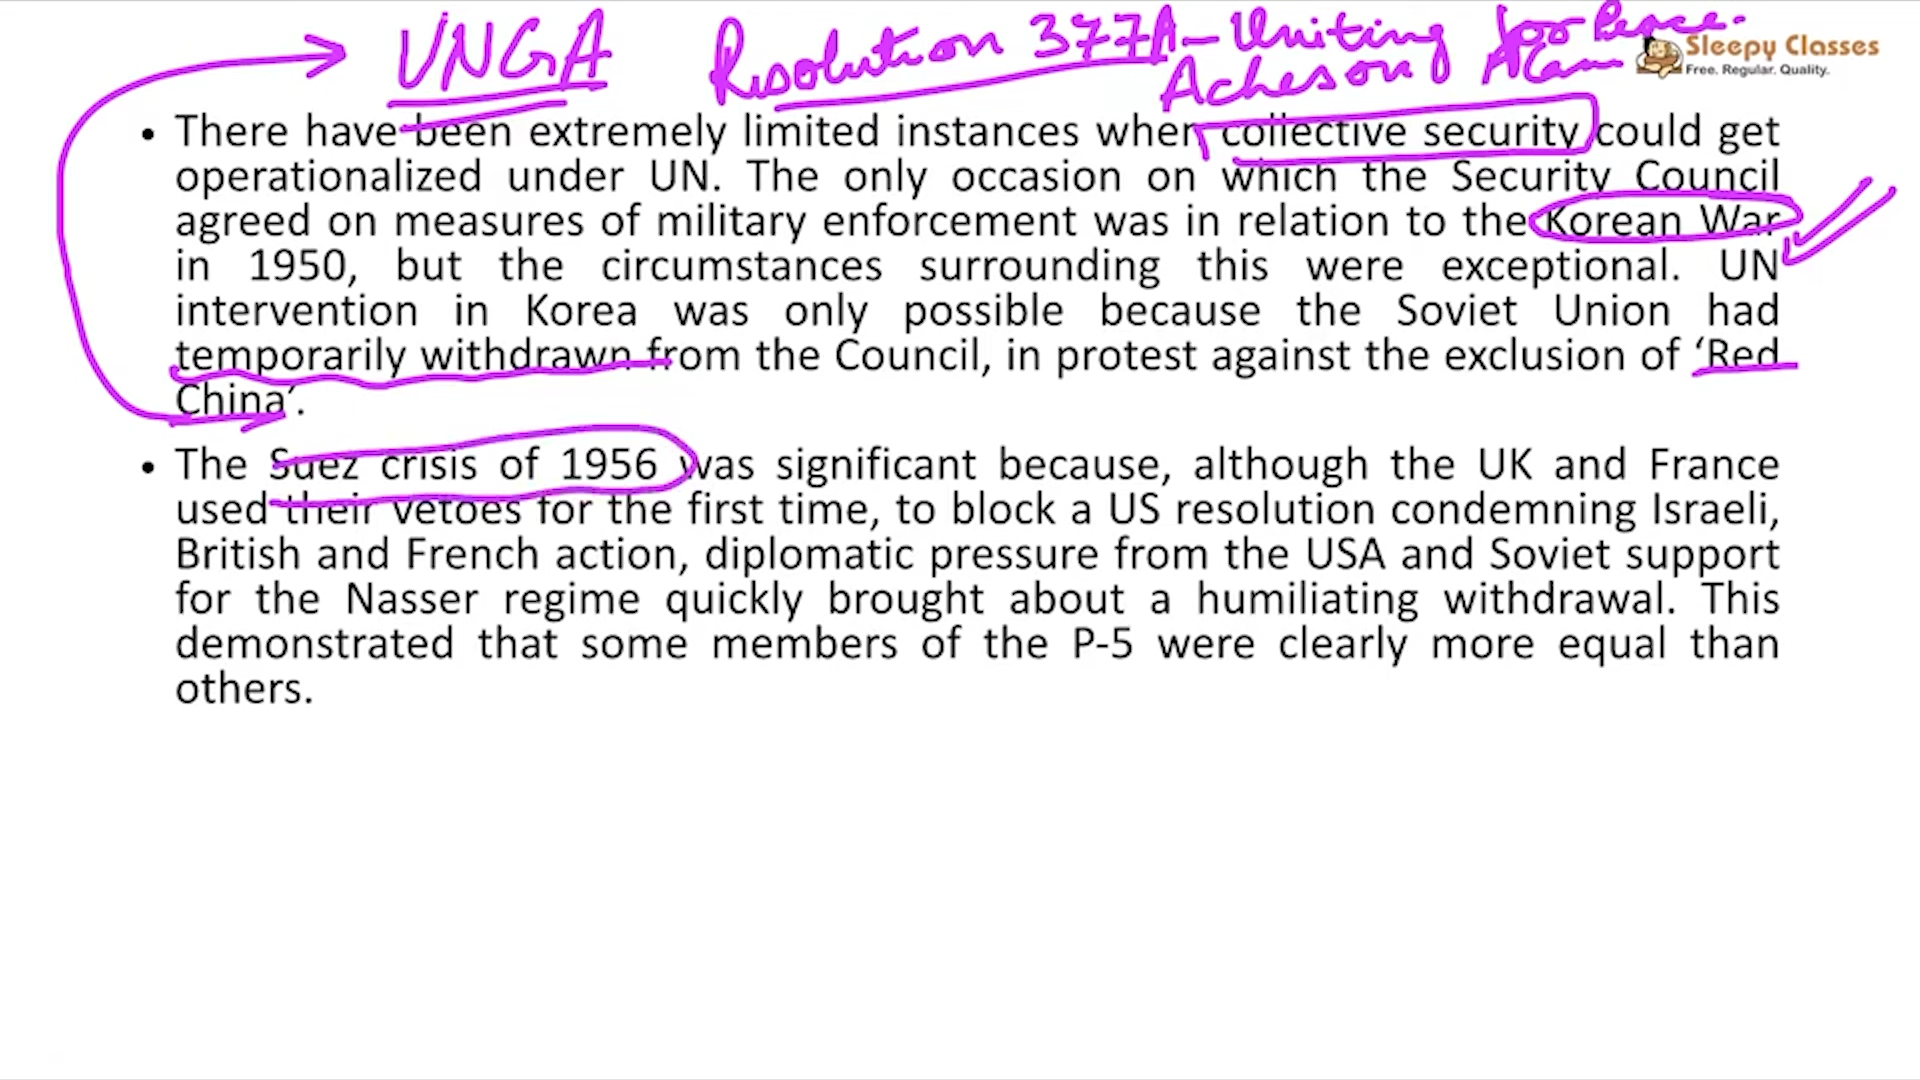 UNGA Resolution 377A - Uniting for Peace.
Acheson Plan
Sleepy Classes
Free. Regular. Quality.
• There have been extremely limited instances when collective security could get
operationalized under UN. The only occasion on which the Security Council
agreed on measures of military enforcement was in relation to the Korean War
in 1950, but the circumstances surrounding this were exceptional. UN
intervention in Korea was only possible because the Soviet Union had
temporarily withdrawn from the Council, in protest against the exclusion of ‘Red
China’.
• The Suez crisis of 1956 was significant because, although the UK and France
used their vetoes for the first time, to block a US resolution condemning Israeli,
British and French action, diplomatic pressure from the USA and Soviet support
for the Nasser regime quickly brought about a humiliating withdrawal. This
demonstrated that some members of the P-5 were clearly more equal than
others.